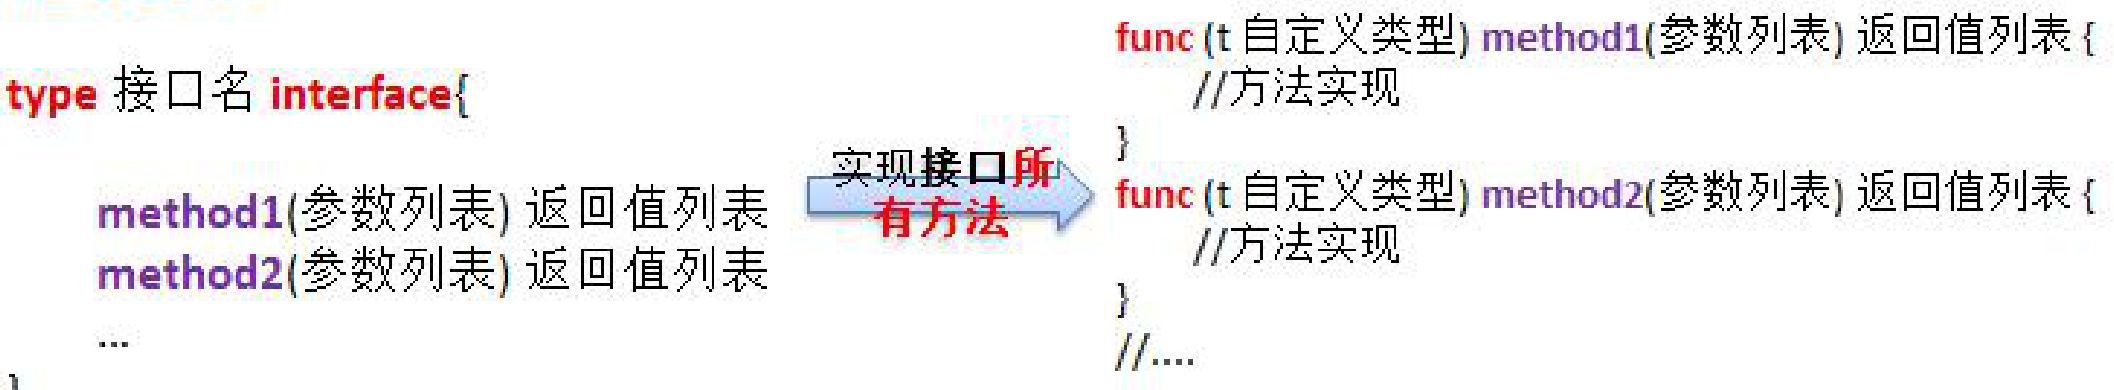 type 接口名 interface{
method1(参数列表) 返回值列表
method2(参数列表) 返回值列表
...
}
实现接口所
有方法
func (t 自定义类型) method1(参数列表) 返回值列表 {
//方法实现
}
func (t 自定义类型) method2(参数列表) 返回值列表 {
//方法实现
}
//....